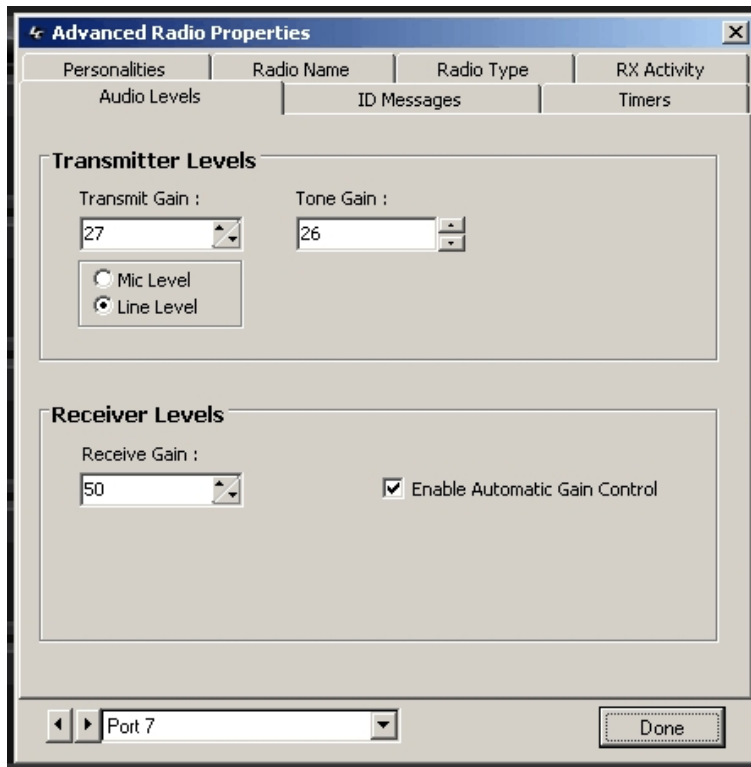 Advanced Radio Properties
Personalities Radio Name Radio Type RX Activity
Audio Levels ID Messages Timers
Transmitter Levels
Transmit Gain : Tone Gain :
27 26
Mic Level
Line Level
Receiver Levels
Receive Gain :
50 Enable Automatic Gain Control
Port 7 Done